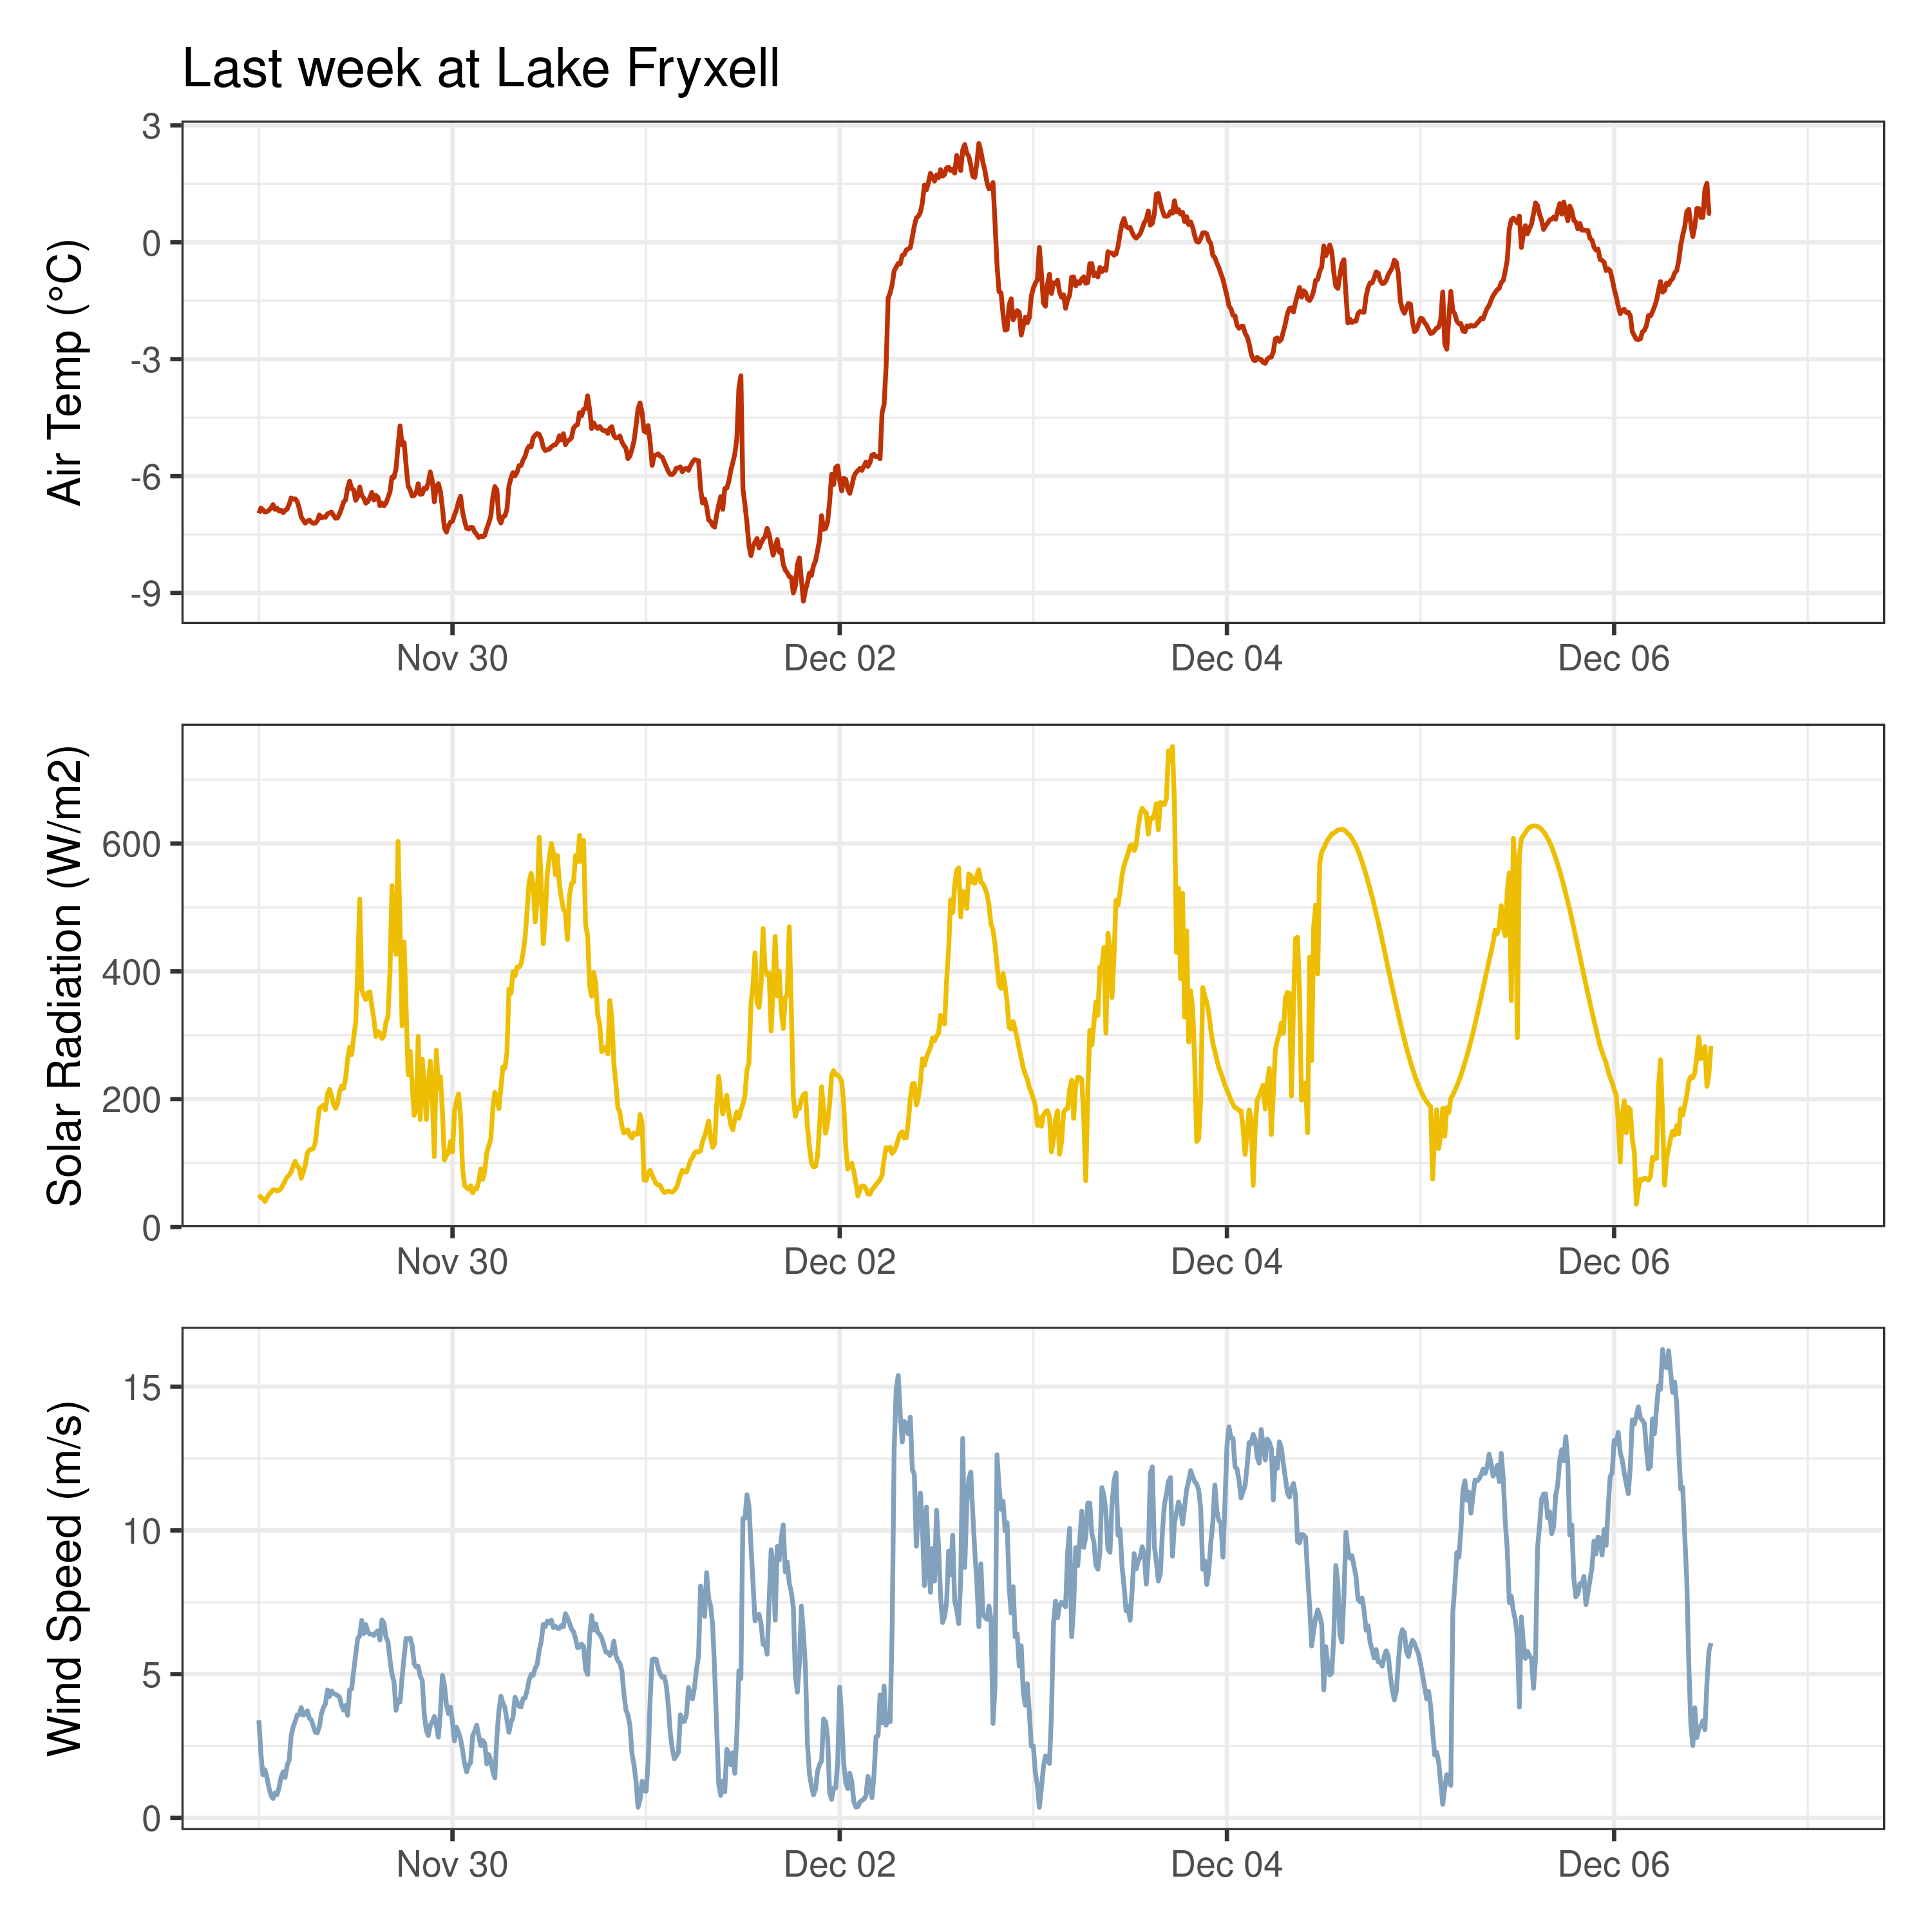 Last week at Lake Fryxell
Air Temp (°C)
3
0
-3
-6
-9
Nov 30 Dec 02 Dec 04 Dec 06
Solar Radiation (W/m2)
600
400
200
0
Nov 30 Dec 02 Dec 04 Dec 06
Wind Speed (m/s)
15
10
5
0
Nov 30 Dec 02 Dec 04 Dec 06